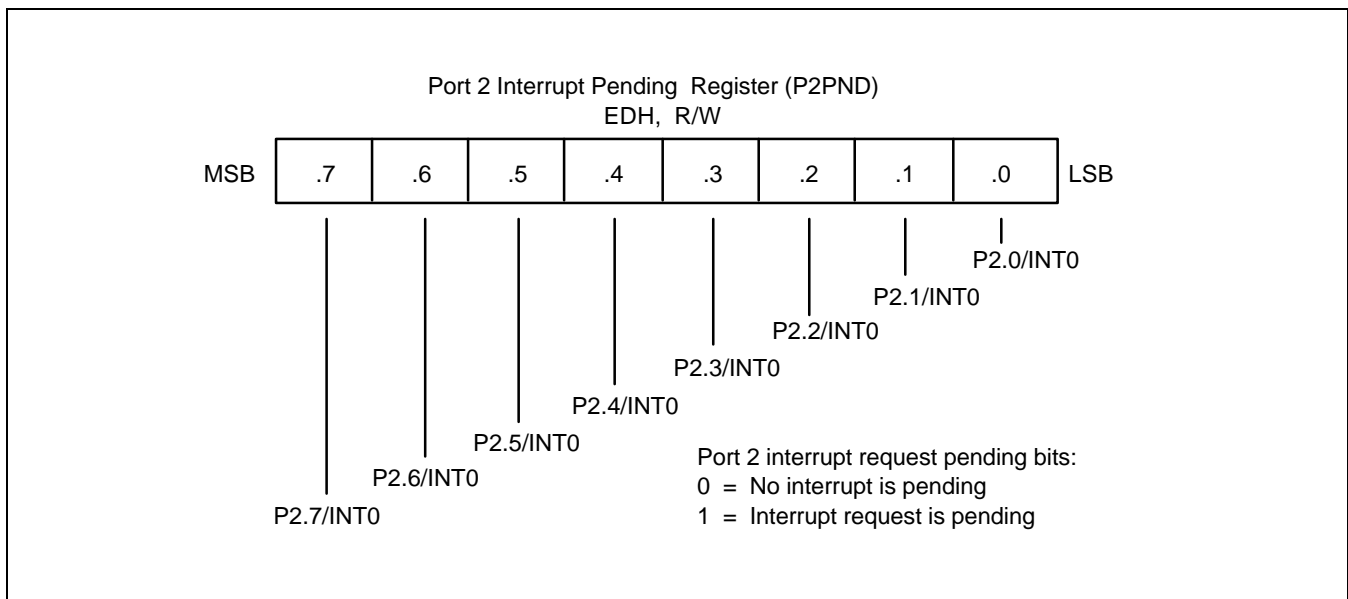 Port 2 Interrupt Pending Register (P2PND)
EDH, R/W
MSB .7 .6 .5 .4 .3 .2 .1 .0 LSB
P2.0/INT0
P2.1/INT0
P2.2/INT0
P2.3/INT0
P2.4/INT0
P2.5/INT0
P2.6/INT0
P2.7/INT0
Port 2 interrupt request pending bits:
0 = No interrupt is pending
1 = Interrupt request is pending